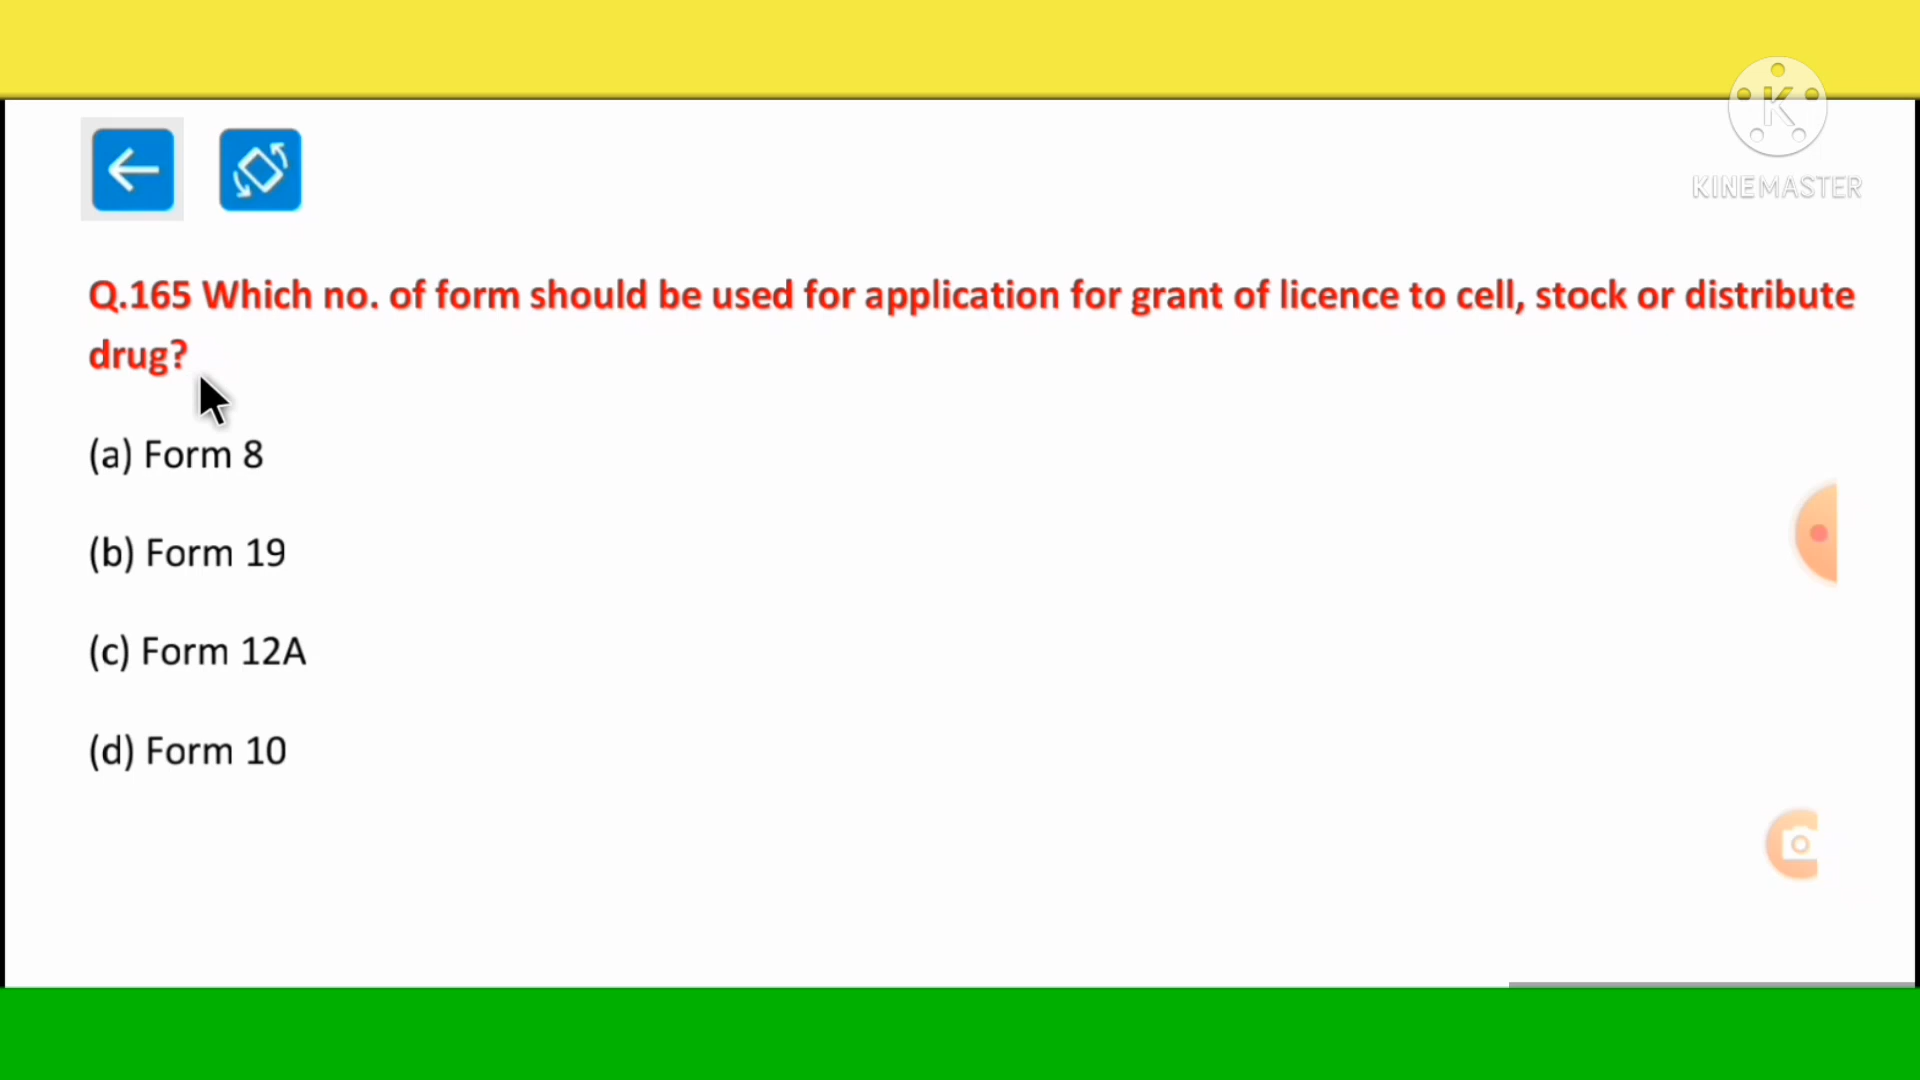 K
KINEMASTER
Q.165 Which no. of form should be used for application for grant of licence to cell, stock or distribute
drug?
(a) Form 8
(b) Form 19
(c) Form 12A
(d) Form 10